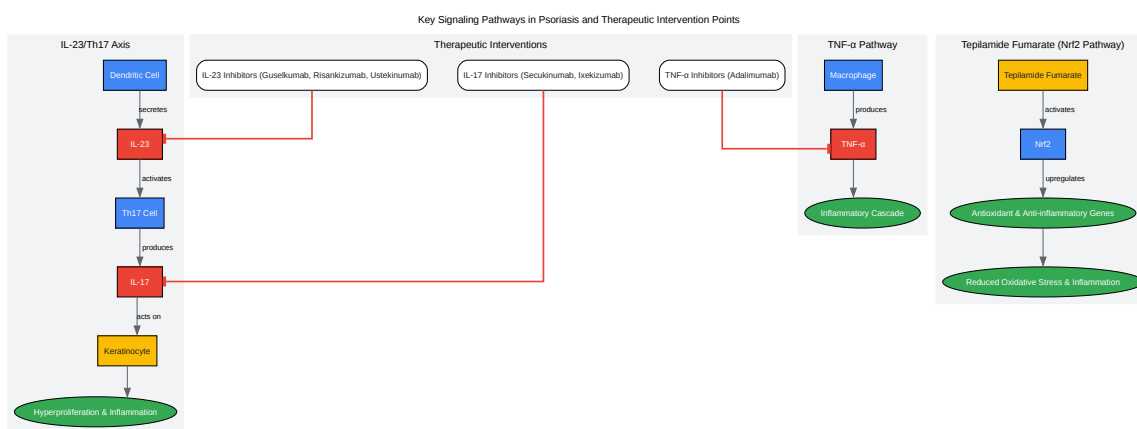 Key Signaling Pathways in Psoriasis and Therapeutic Intervention Points
IL-23/Th17 Axis
Dendritic Cell
secretes
IL-23
activates
Th17 Cell
produces
IL-17
acts on
Keratinocyte
Hyperproliferation & Inflammation
Therapeutic Interventions
IL-23 Inhibitors (Guselkumab, Risankizumab, Ustekinumab)
IL-17 Inhibitors (Secukinumab, Ixekizumab)
TNF-α Inhibitors (Adalimumab)
TNF-α Pathway
Macrophage
produces
TNF-α
Inflammatory Cascade
Tepilamide Fumarate (Nrf2 Pathway)
Tepilamide Fumarate
activates
Nrf2
upregulates
Antioxidant & Anti-inflammatory Genes
Reduced Oxidative Stress & Inflammation